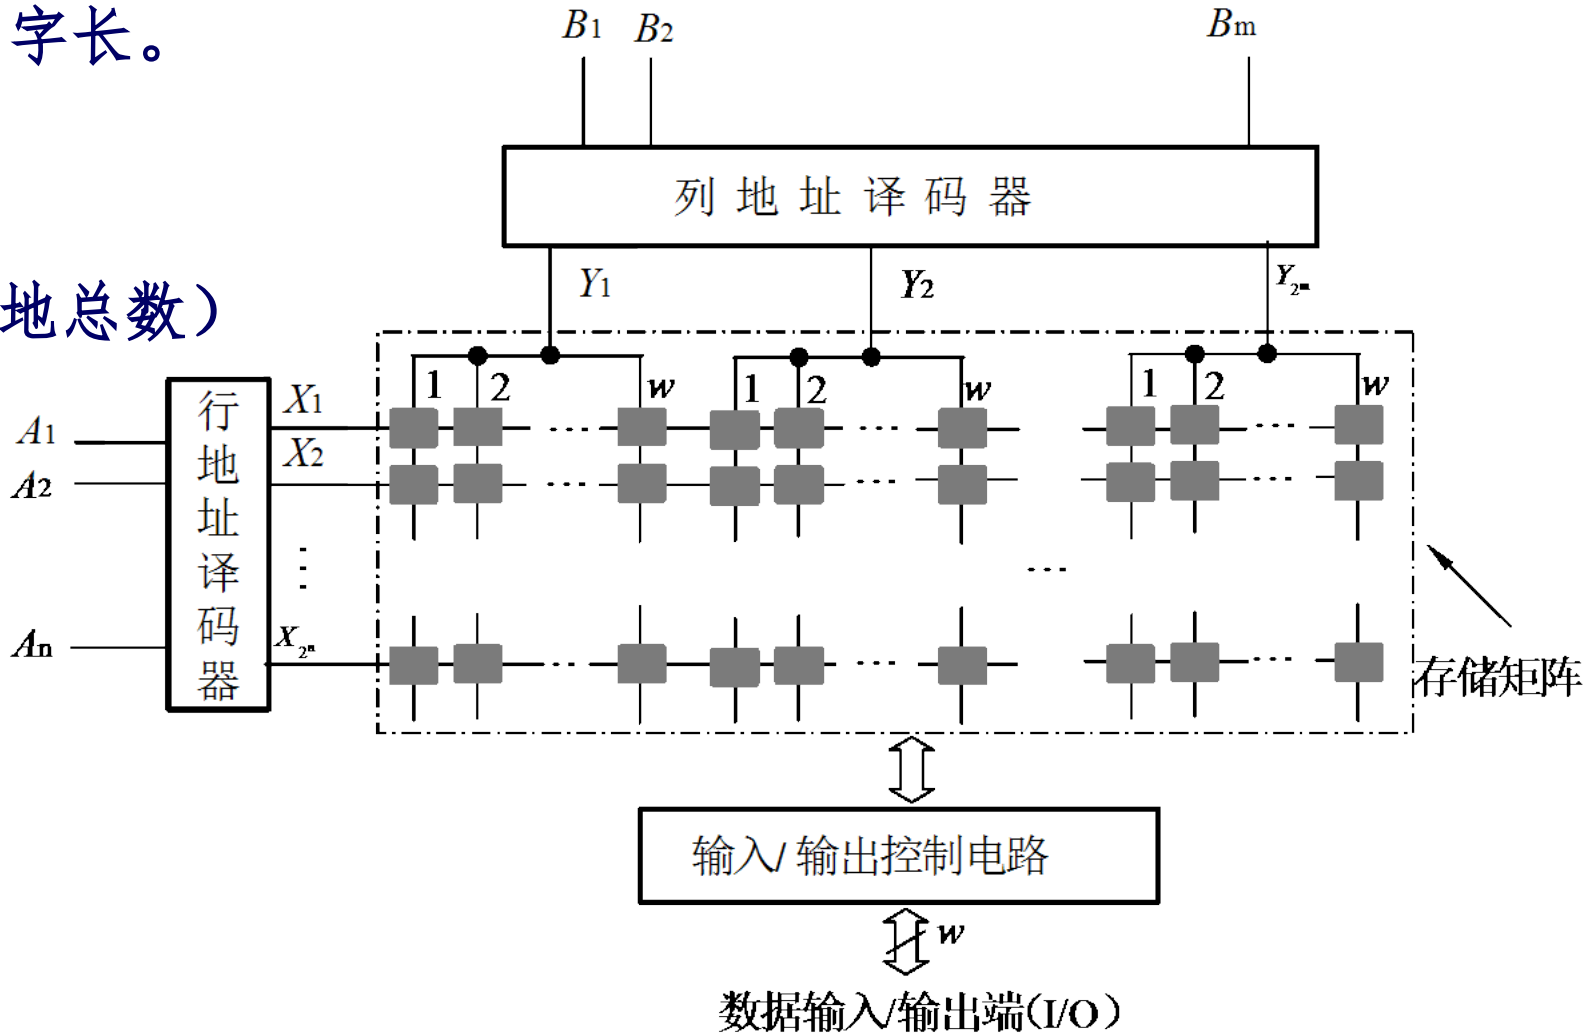 字长。
B1 B2 Bm
列地址译码器
Y1 Y2 Y2m
地总数）
1 2 w 1 2 w 1 2 w
行地址译码器
X1
A1
X2
A2
⋮
An
X2n
...
存储矩阵
输入/输出控制电路
w
数据输入/输出端(I/O)